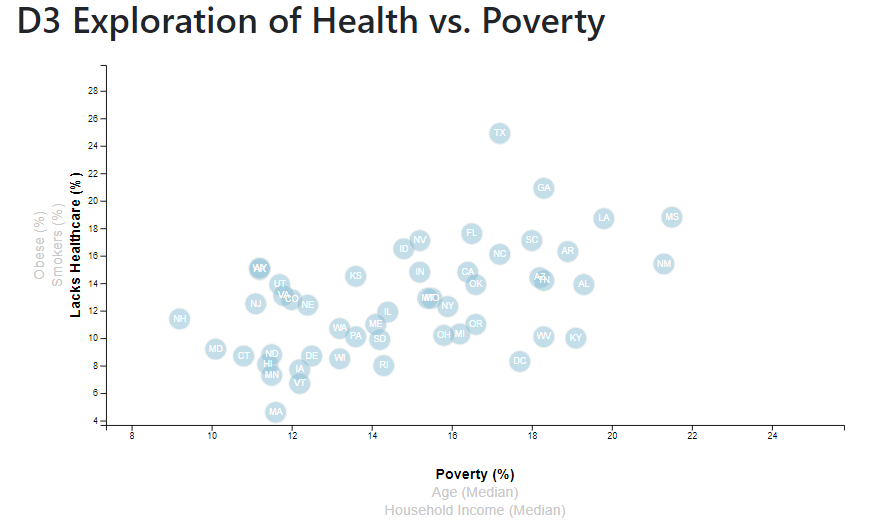 D3 Exploration of Health vs. Poverty
Obese (%)
Smokers (%)
Lacks Healthcare (%)
28
26
24
22
20
18
16
14
12
10
8
6
4
TX
GA
LA
MS
FL
SC
NV
ID
NC
AR
NM
KS
IN
CA
OK
TN
AL
UT
VA
CO
NJ
NE
NY
IL
NH
ME
WA
PA
SD
OR
OH
MI
WV
KY
MD
CT
ND
HI
MN
DE
IA
VT
WI
RI
DC
MA
8
10
12
14
16
18
20
22
24
Poverty (%)
Age (Median)
Household Income (Median)